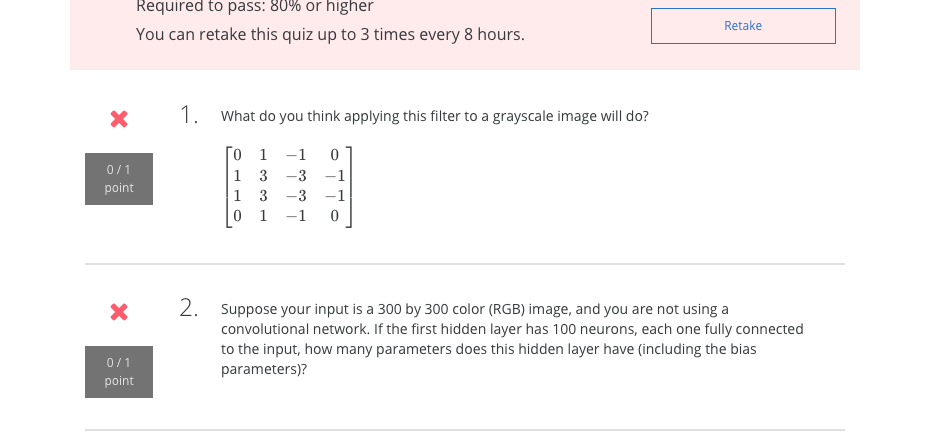 Required to pass: 80% or higher
You can retake this quiz up to 3 times every 8 hours.
Retake
1. What do you think applying this filter to a grayscale image will do?
0 / 1
point
0 1 −1 0
1 3 −3 −1
1 3 −3 −1
0 1 −1 0
2. Suppose your input is a 300 by 300 color (RGB) image, and you are not using a
convolutional network. If the first hidden layer has 100 neurons, each one fully connected
to the input, how many parameters does this hidden layer have (including the bias
parameters)?
0 / 1
point